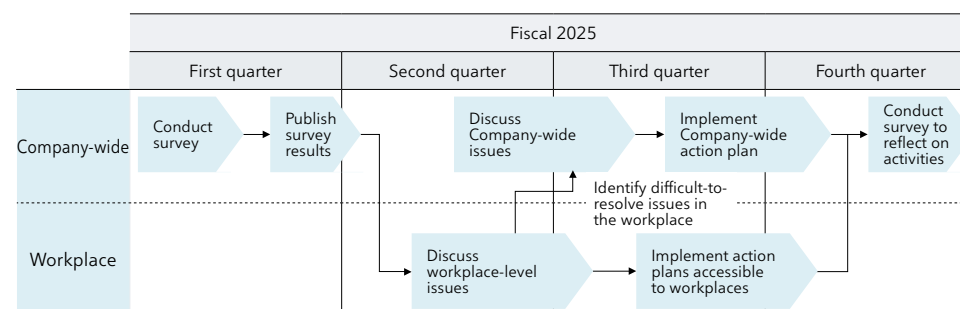 Fiscal 2025
First quarter
Second quarter
Third quarter
Fourth quarter
Company-wide
Conduct
survey
Publish
survey
results
Discuss
Company-wide
issues
Implement
Company-wide
action plan
Conduct
survey to
reflect on
activities
Identify difficult-to-
resolve issues in
the workplace
Workplace
Discuss
workplace-level
issues
Implement action
plans accessible
to workplaces